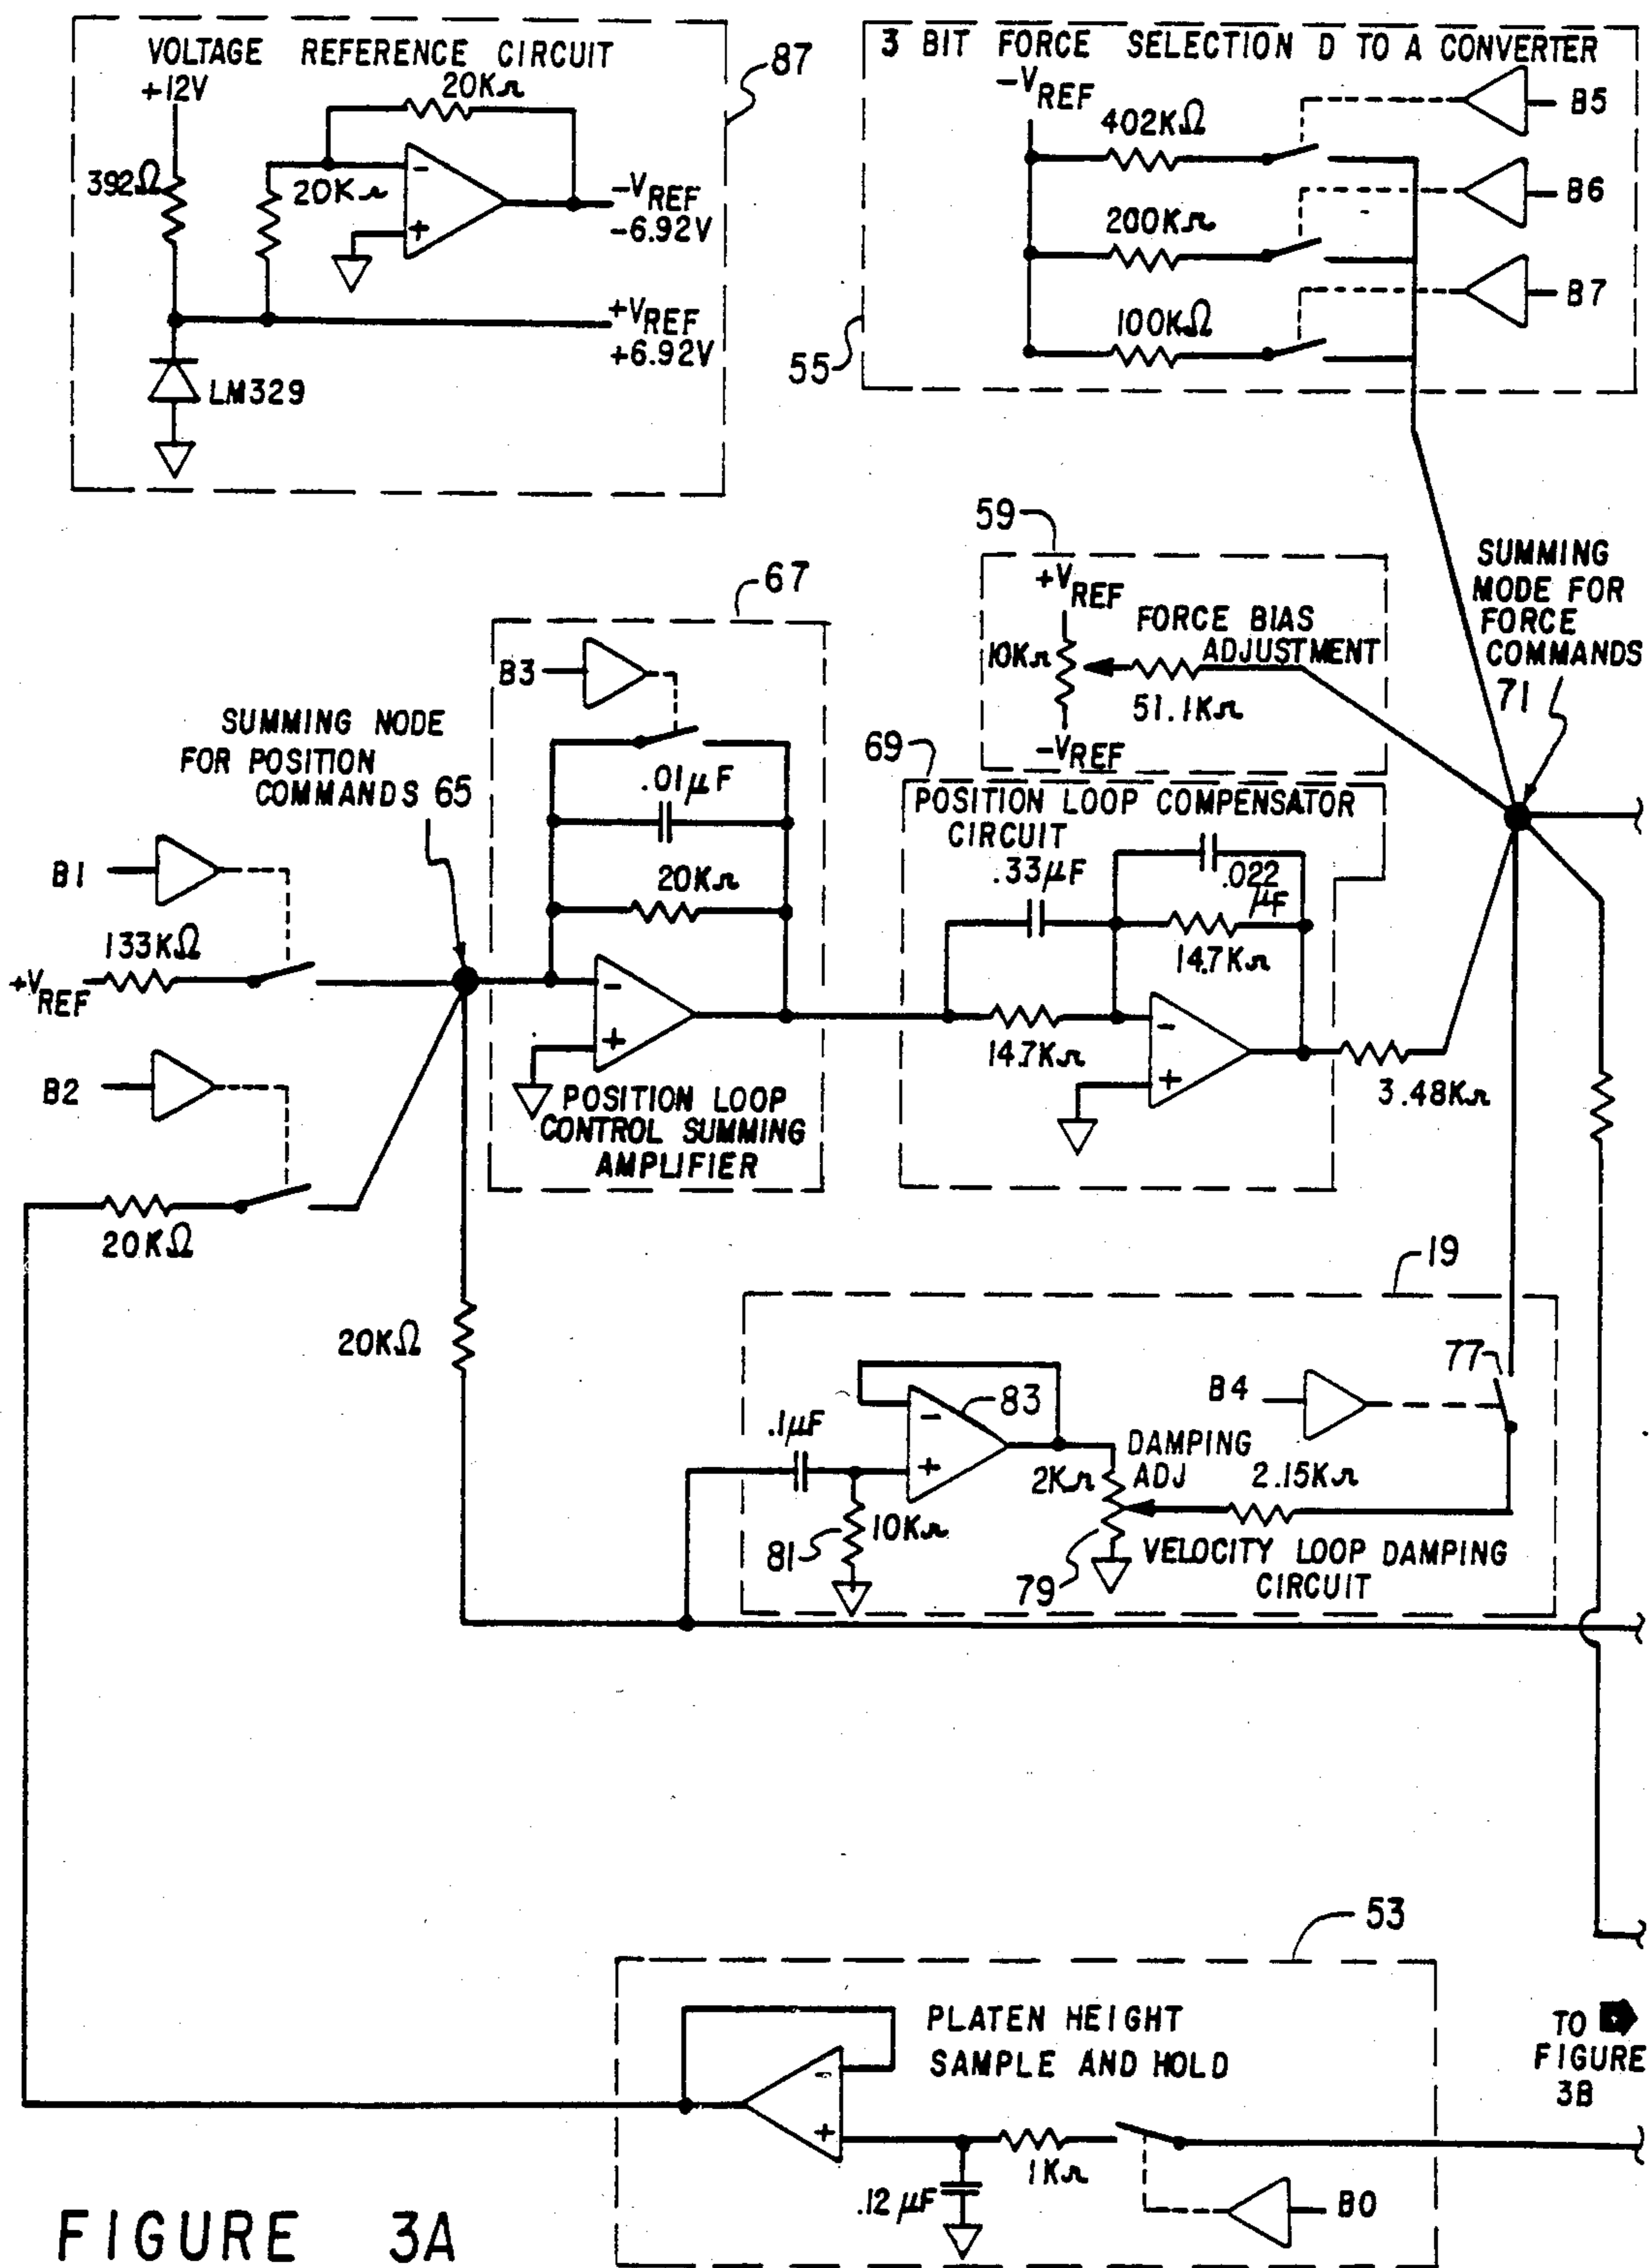 VOLTAGE REFERENCE CIRCUIT
+12V
20KΩ
392Ω
20KΩ
-
+
-VREF
-6.92V
+VREF
+6.92V
LM329
87
3 BIT FORCE SELECTION D TO A CONVERTER
-VREF
402KΩ
B5
200KΩ
B6
100KΩ
B7
55
59
+VREF
FORCE BIAS
ADJUSTMENT
10KΩ
51.1KΩ
-VREF
SUMMING
MODE FOR
FORCE
COMMANDS
71
67
B3
.01µF
20KΩ
-
+
POSITION LOOP
CONTROL SUMMING
AMPLIFIER
SUMMING NODE
FOR POSITION
COMMANDS 65
B1
133KΩ
+VREF
B2
20KΩ
20KΩ
69
POSITION LOOP COMPENSATOR
CIRCUIT
.33µF
.022
µF
14.7KΩ
14.7KΩ
-
+
3.48KΩ
19
77
B4
83
.1µF
-
+
2KΩ
DAMPING
ADJ
2.15KΩ
10KΩ
81
79
VELOCITY LOOP DAMPING
CIRCUIT
53
PLATEN HEIGHT
SAMPLE AND HOLD
-
+
1KΩ
.12 µF
B0
TO
FIGURE
3B
FIGURE 3A